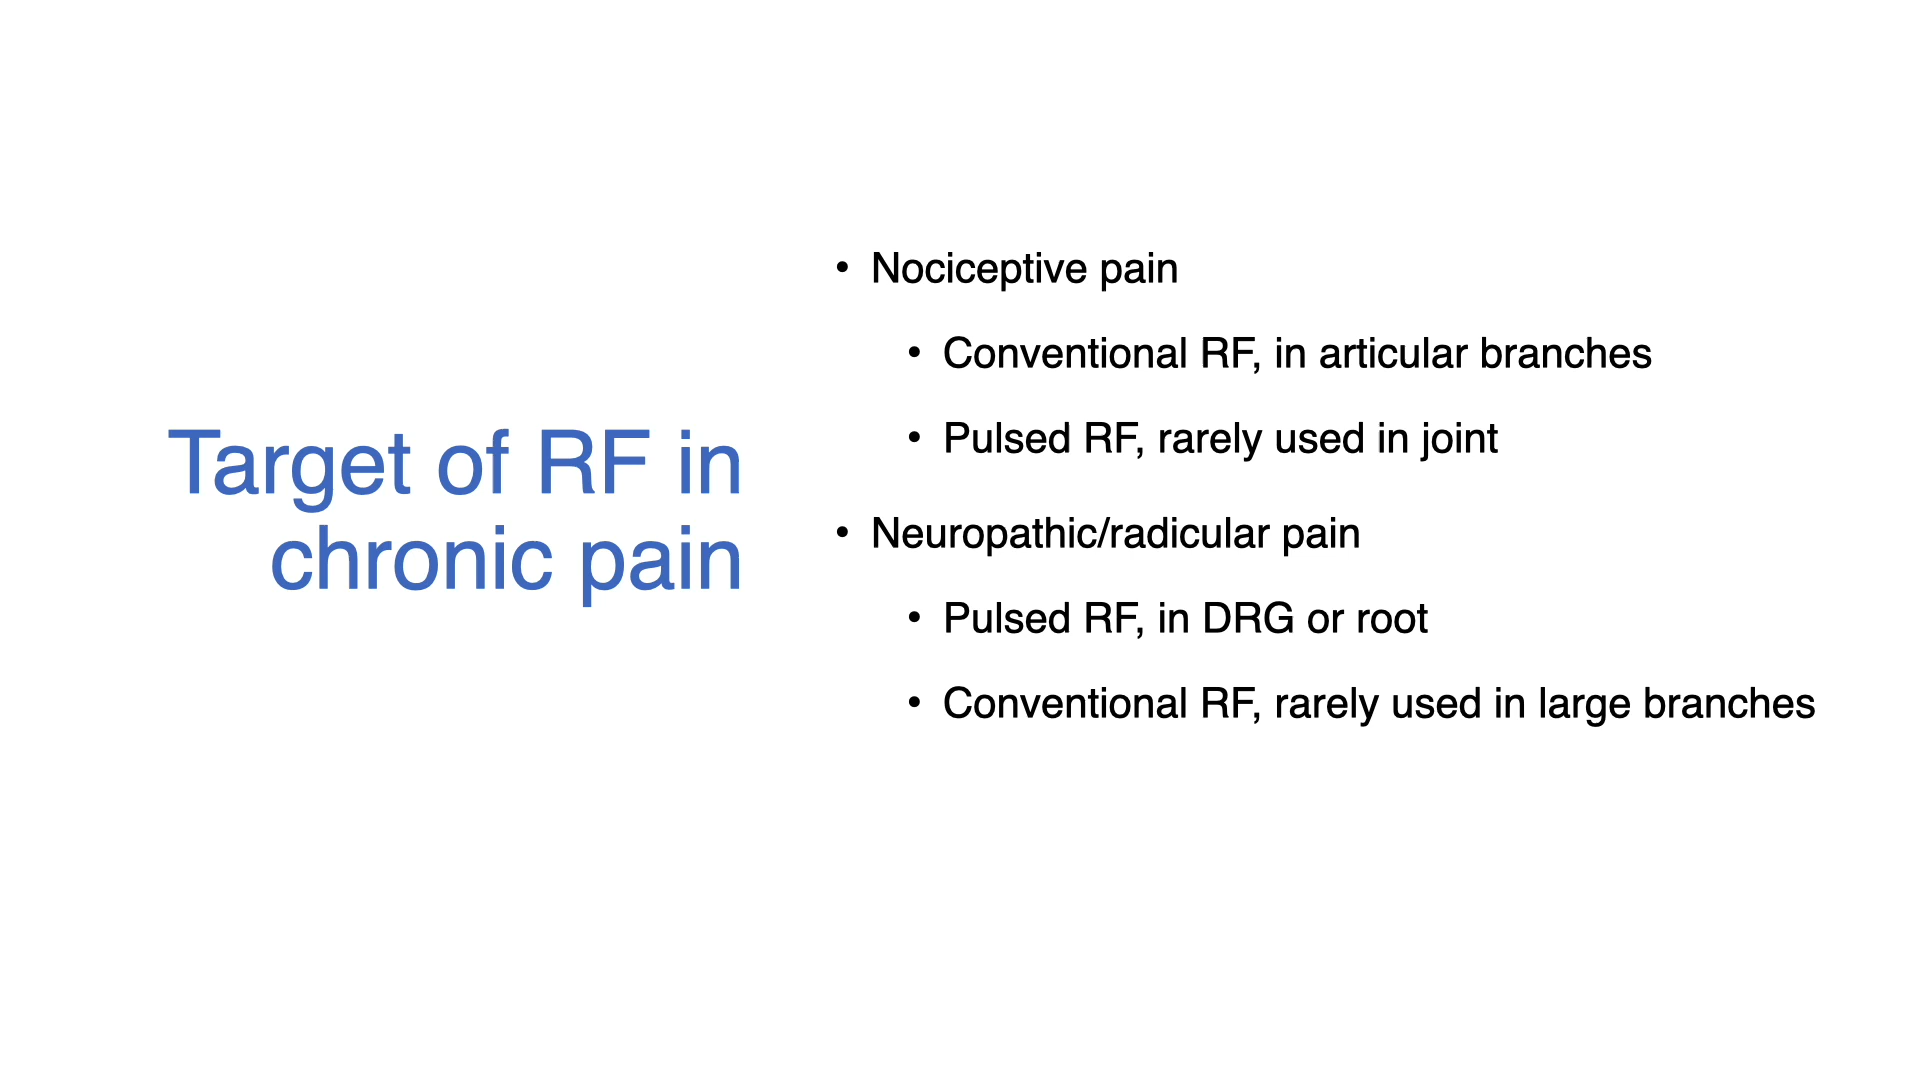 Target of RF in
chronic pain
• Nociceptive pain
• Conventional RF, in articular branches
• Pulsed RF, rarely used in joint
• Neuropathic/radicular pain
• Pulsed RF, in DRG or root
• Conventional RF, rarely used in large branches